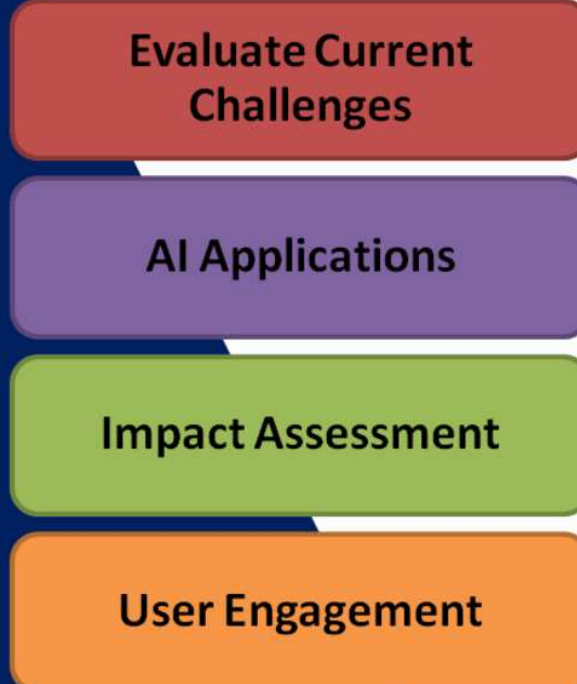 Evaluate Current
Challenges
AI Applications
Impact Assessment
User Engagement